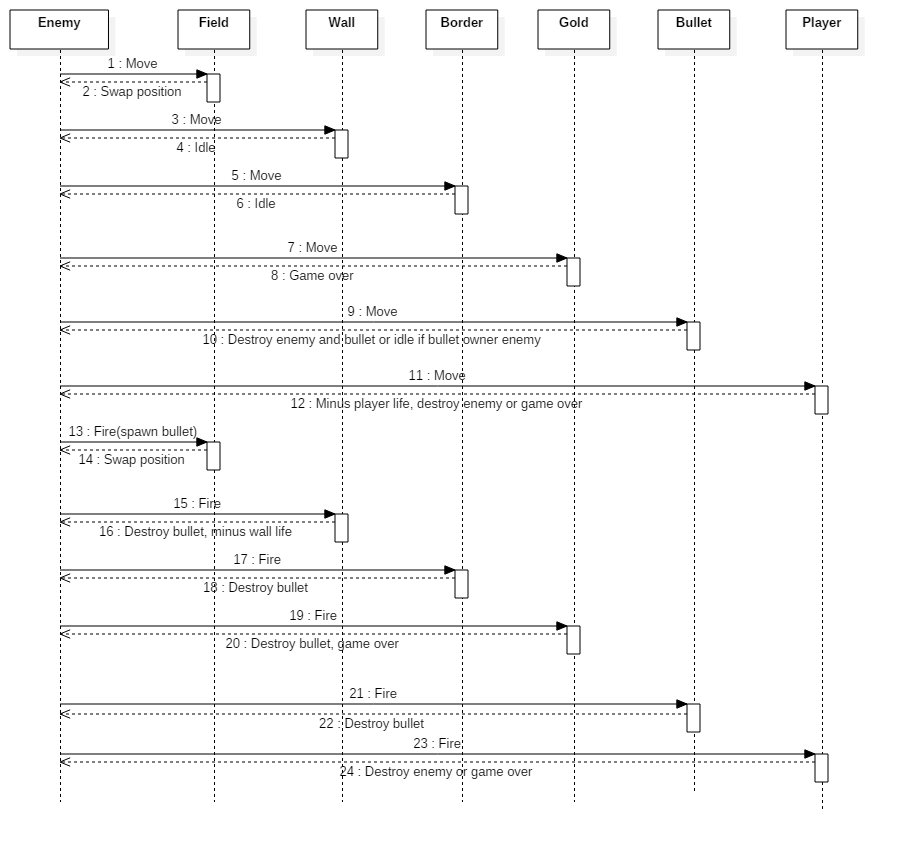 Enemy Field Wall Border Gold Bullet Player
1 : Move
2 : Swap position
3 : Move
4 : Idle
5 : Move
6 : Idle
7 : Move
8 : Game over
9 : Move
10 : Destroy enemy and bullet or idle if bullet owner enemy
11 : Move
12 : Minus player life, destroy enemy or game over
13 : Fire(spawn bullet)
14 : Swap position
15 : Fire
16 : Destroy bullet, minus wall life
17 : Fire
18 : Destroy bullet
19 : Fire
20 : Destroy bullet, game over
21 : Fire
22 : Destroy bullet
23 : Fire
24 : Destroy enemy or game over